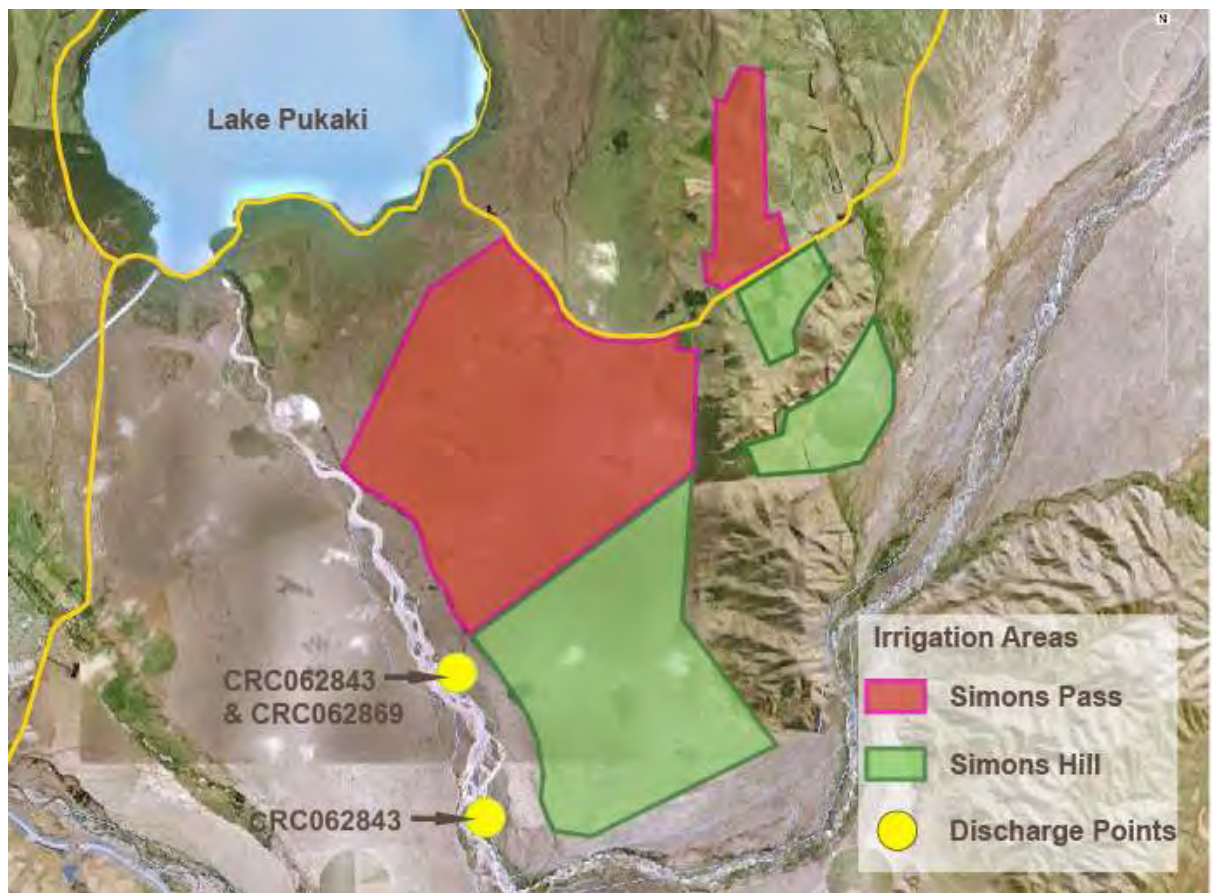 N
Lake Pukaki
CRC062843
& CRC062869
CRC062843
Irrigation Areas
Simons Pass
Simons Hill
Discharge Points